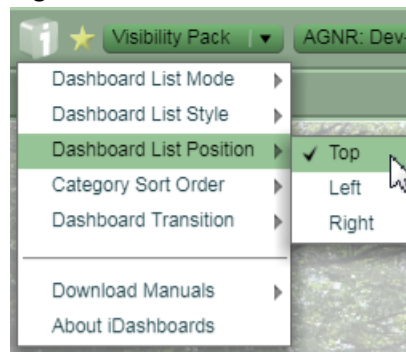 Visibility Pack AGNR: Dev-
Dashboard List Mode
Dashboard List Style
Dashboard List Position
Top
Category Sort Order
Left
Dashboard Transition
Right
Download Manuals
About iDashboards